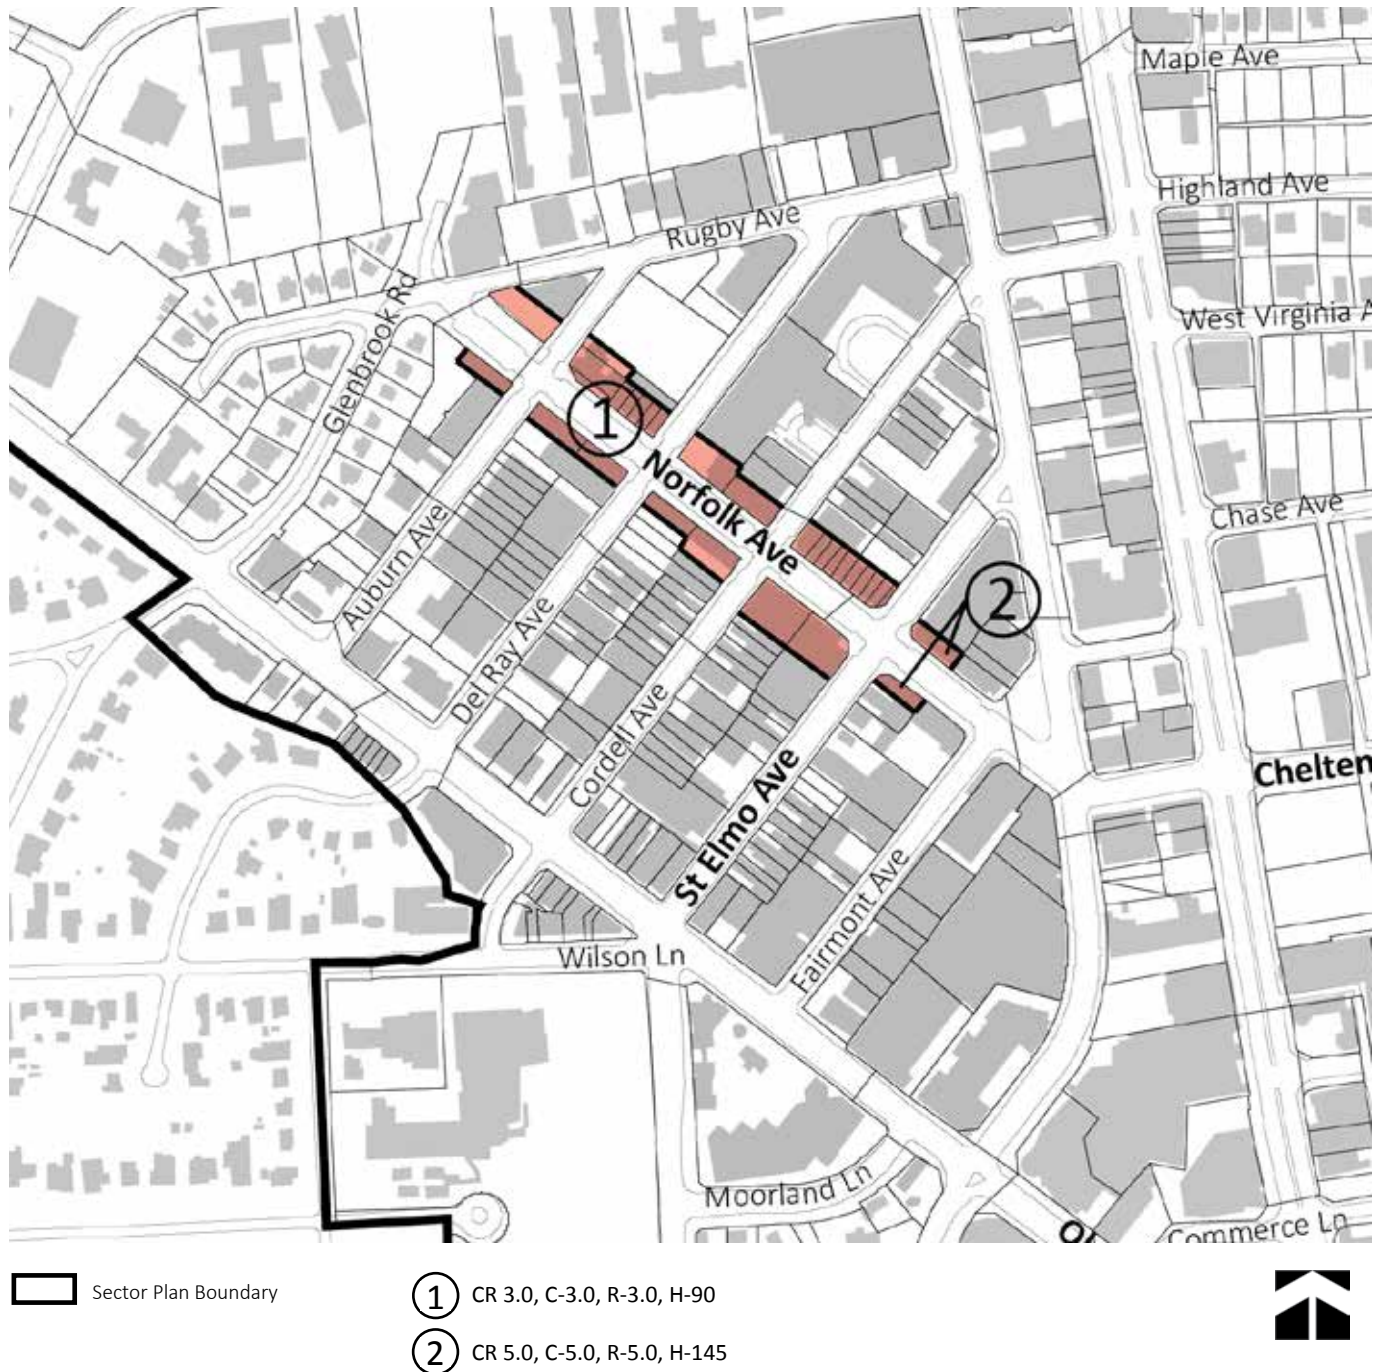 Maple Ave
Highland Ave
Rugby Ave
West Virginia A
Glenbrook Rd
1
Norfolk Ave
Chase Ave
Auburn Ave
2
Del Ray Ave
Cordell Ave
St Elmo Ave
Chelten
Fairmont Ave
Wilson Ln
Moorland Ln
Ol
Commerce Ln
Sector Plan Boundary
1 CR 3.0, C-3.0, R-3.0, H-90
2 CR 5.0, C-5.0, R-5.0, H-145